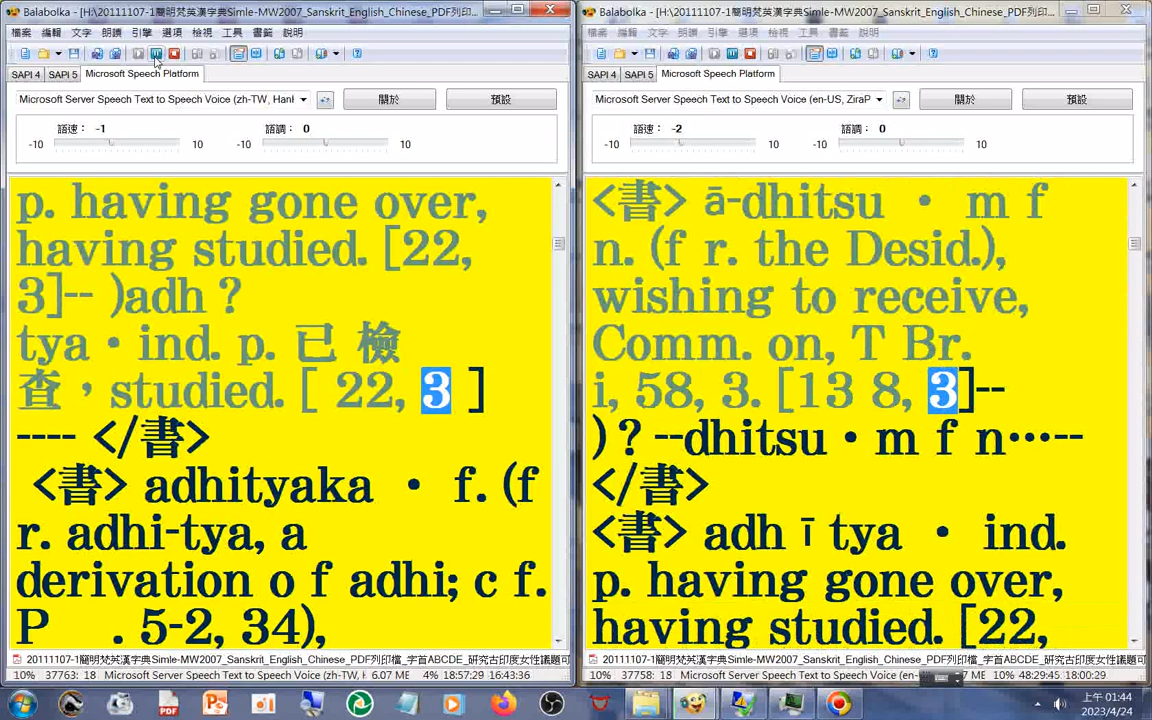 Balabolka - [H:\20111107-1簡明梵英漢字典Simle-MW2007_Sanskrit_English_Chinese_PDF列印...
檔案 編輯 文字 朗讀 引擎 選項 檢視 工具 書籤 說明
SAPI 4 SAPI 5 Microsoft Speech Platform
Microsoft Server Speech Text to Speech Voice (zh-TW, Hanl
關於 預設
語速： -1 語調： 0
-10 10 -10 10
p. having gone over,
having studied. [22,
3]-- )adh ?
tya・ind. p. 已 檢
查，studied. [ 22, 3 ]
---- </書>
<書> adhityaka ・ f. (f
r. adhi-tya, a
derivation o f adhi; c f.
P . 5-2, 34),
20111107-1簡明梵英漢字典Simle-MW2007_Sanskrit_English_Chinese_PDF列印檔_字首ABCDE_研究古印度女性議題可
10% 37763: 18 Microsoft Server Speech Text to Speech Voice (zh-TW, H 6.07 MB 4% 18:57:29 16:43:36
Balabolka - [H:\20111107-1簡明梵英漢字典Simle-MW2007_Sanskrit_English_Chinese_PDF列印...
檔案 編輯 文字 朗讀 引擎 選項 檢視 工具 書籤 說明
SAPI 4 SAPI 5 Microsoft Speech Platform
Microsoft Server Speech Text to Speech Voice (en-US, ZiraP
關於 預設
語速： -2 語調： 0
-10 10 -10 10
<書> ā-dhitsu ・ m f
n. (f r. the Desid.),
wishing to receive,
Comm. on, T Br.
i, 58, 3. [13 8, 3]--
)？--dhitsu・m f n…--
</書>
<書> adh ī tya ・ ind.
p. having gone over,
having studied. [22,
20111107-1簡明梵英漢字典Simle-MW2007_Sanskrit_English_Chinese_PDF列印檔_字首ABCDE_研究古印度女性議題可
10% 37758: 18 Microsoft Server Speech Text to Speech Voice 10% 48:29:45 18:00:29
PDF
上午 01:44
2023/4/24